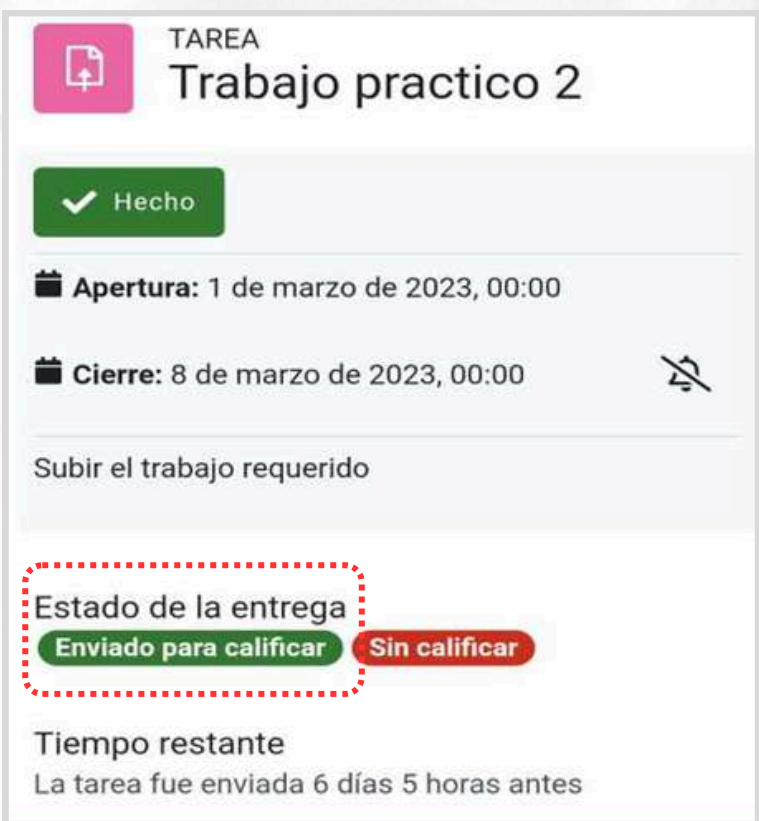 TAREA
Trabajo practico 2
Hecho
Apertura: 1 de marzo de 2023, 00:00
Cierre: 8 de marzo de 2023, 00:00
Subir el trabajo requerido
Estado de la entrega
Enviado para calificar Sin calificar
Tiempo restante
La tarea fue enviada 6 días 5 horas antes